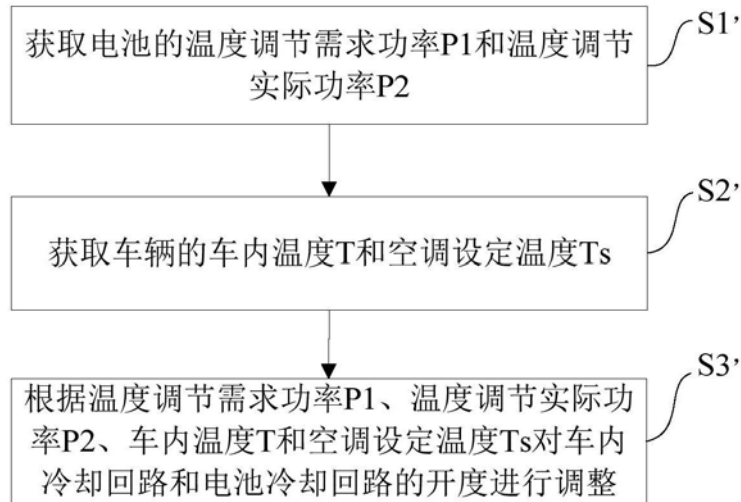 获取电池的温度调节需求功率P1和温度调节
实际功率P2
S1’
获取车辆的车内温度T和空调设定温度Ts
S2’
根据温度调节需求功率P1、温度调节实际功
率P2、车内温度T和空调设定温度Ts对车内
冷却回路和电池冷却回路的开度进行调整
S3’